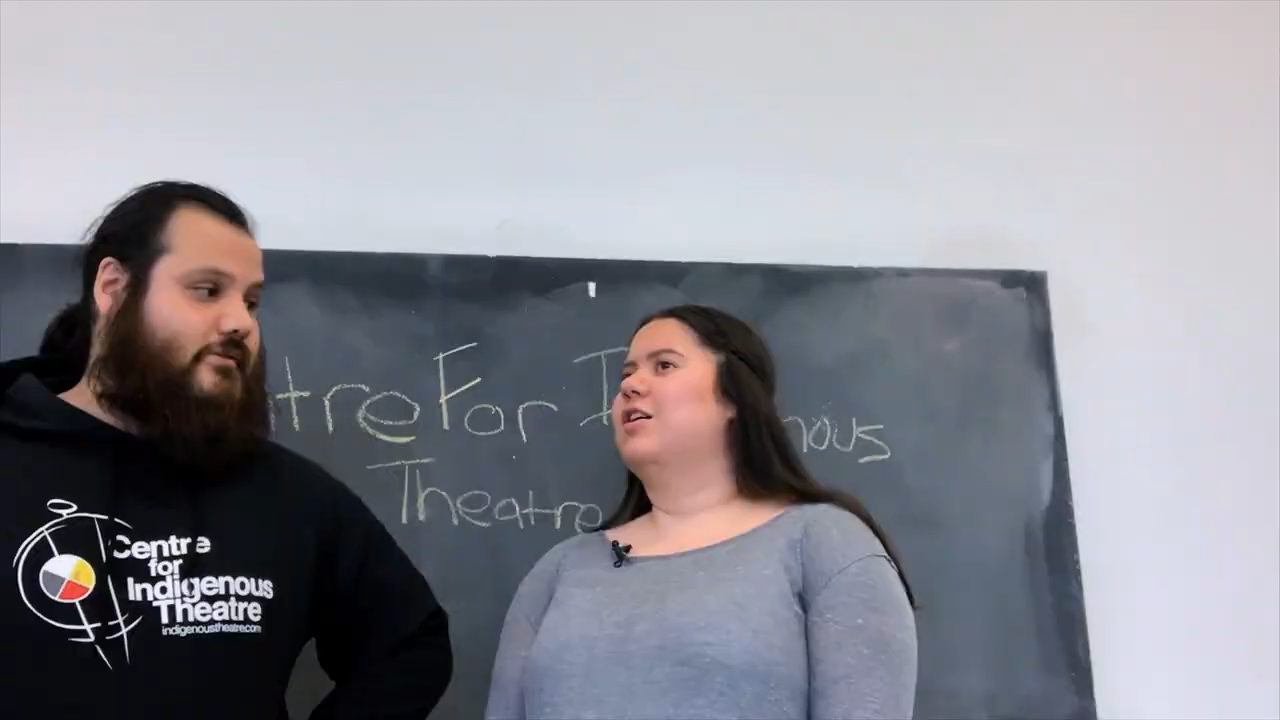 tre For I nous
Theatre
Centre
for
Indigenous
Theatre
indigenoustheatre.com